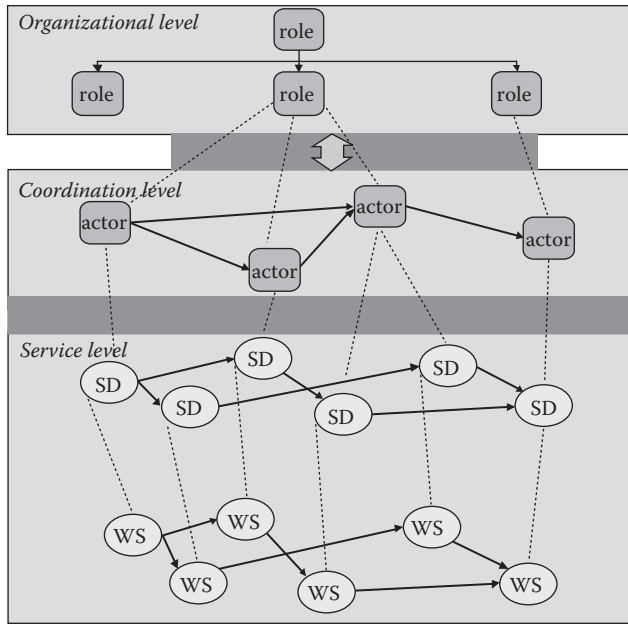 Organizational level
role
role
role
role
Coordination level
actor
actor
actor
actor
Service level
SD
SD
SD
SD
SD
SD
WS
WS
WS
WS
WS
WS